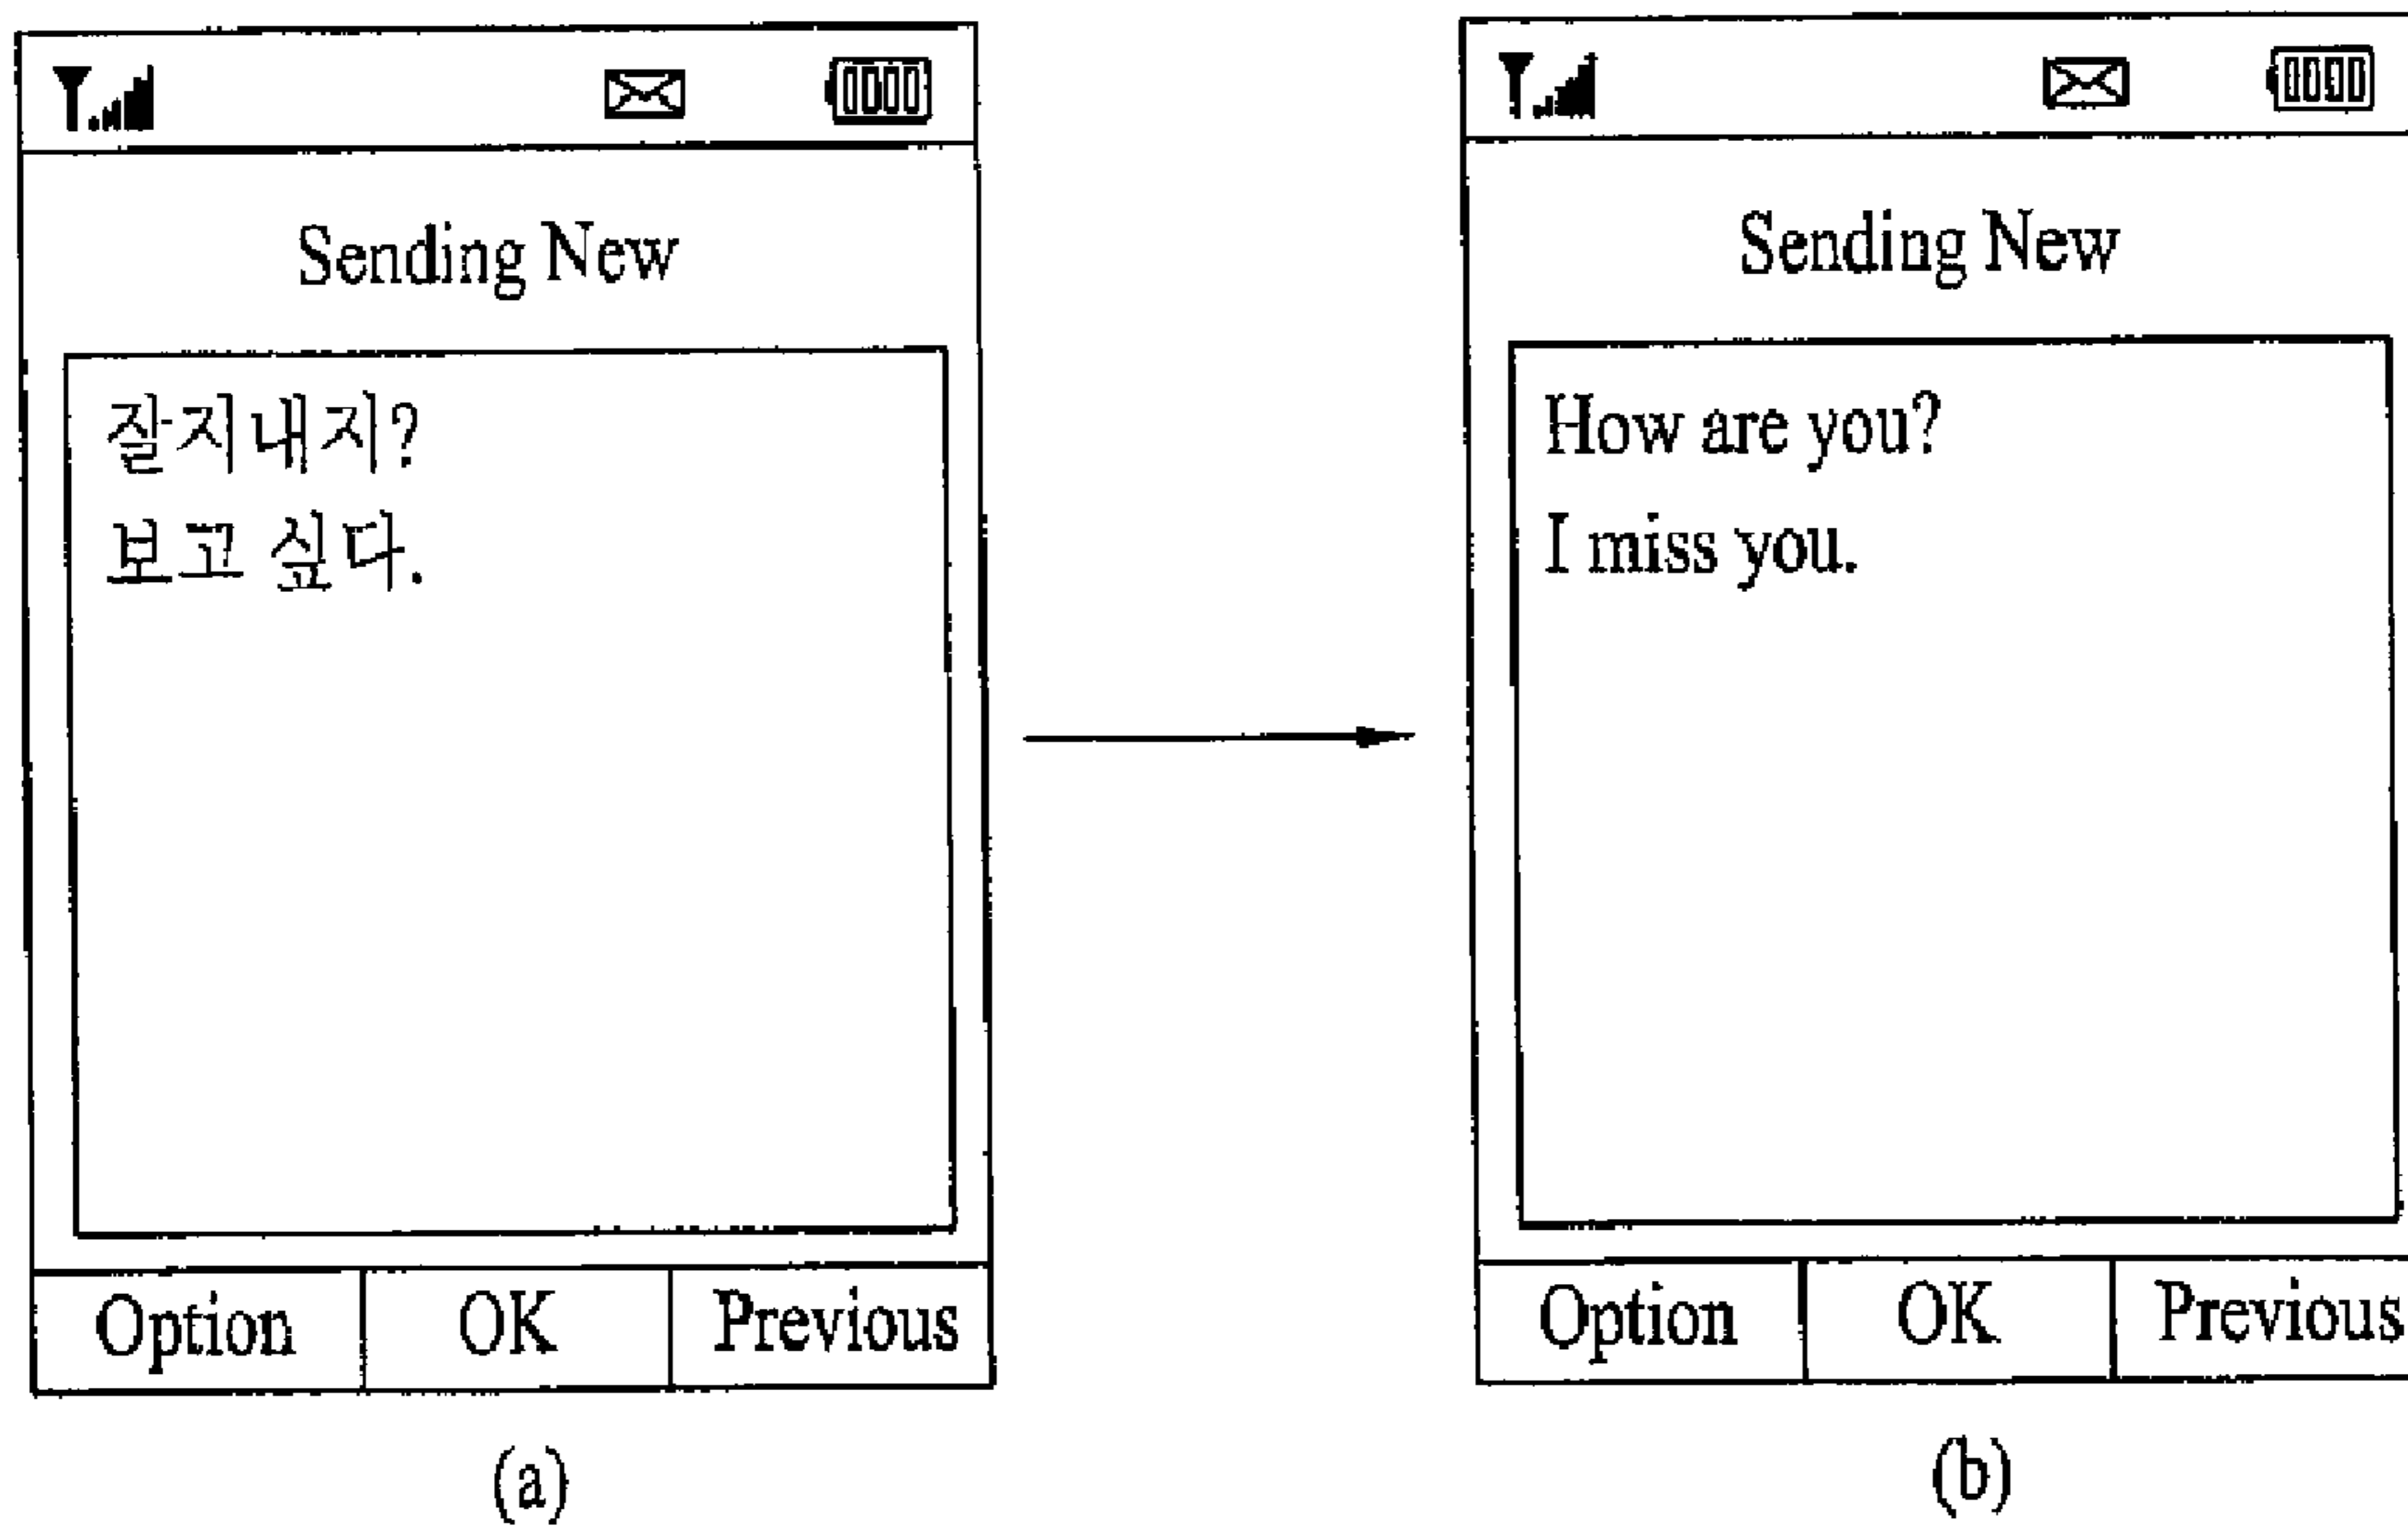 Sending New
잘지내지?
보고 싶다.
Option OK Previous
(a)
Sending New
How are you?
I miss you.
Option OK Previous
(b)